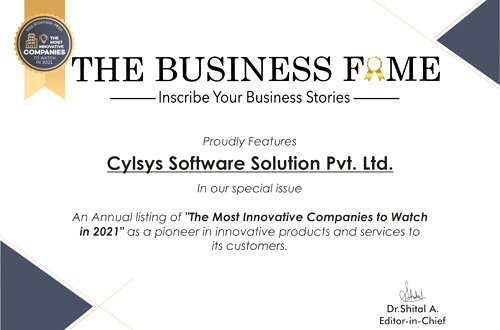 THE BUSINESS FAME
THE MOST
INNOVATIVE
COMPANIES
TO WATCH
IN 2021
THE BUSINESS FAME
Inscribe Your Business Stories
Proudly Features
Cylsys Software Solution Pvt. Ltd.
In our special issue
An Annual listing of "The Most Innovative Companies to Watch
in 2021" as a pioneer in innovative products and services to
its customers.
Dr.Shital A.
Editor-in-Chief